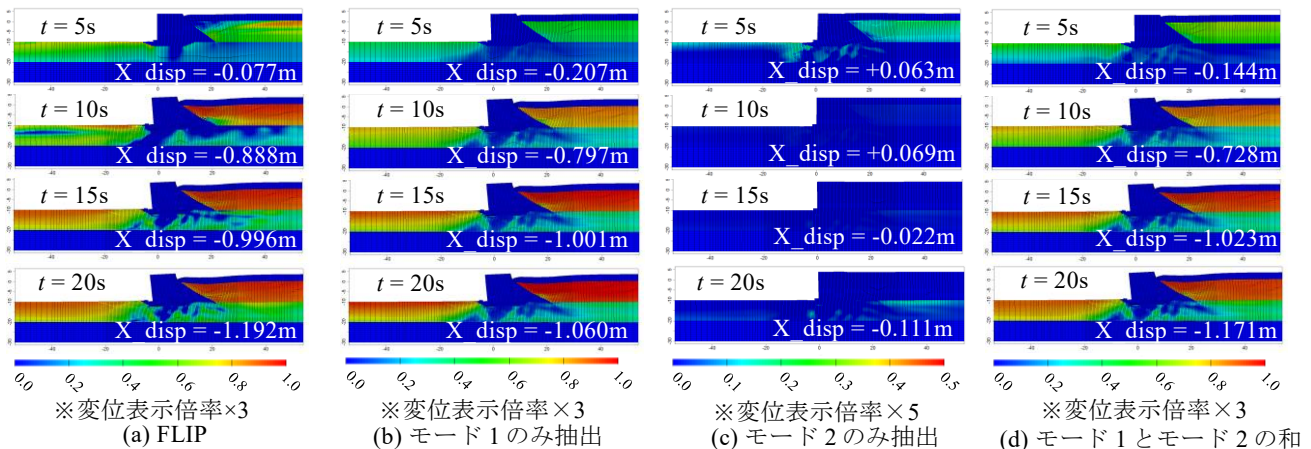 t = 5s
X_disp = -0.077m
t = 10s
X_disp = -0.888m
t = 15s
X_disp = -0.996m
t = 20s
X_disp = -1.192m
0.0 0.2 0.4 0.6 0.8 1.0
※変位表示倍率×3
(a) FLIP
t = 5s
X_disp = -0.207m
t = 10s
X_disp = -0.797m
t = 15s
X_disp = -1.001m
t = 20s
X_disp = -1.060m
0.0 0.2 0.4 0.6 0.8 1.0
※変位表示倍率×3
(b) モード 1 のみ抽出
t = 5s
X_disp = +0.063m
t = 10s
X_disp = +0.069m
t = 15s
X_disp = -0.022m
t = 20s
X_disp = -0.111m
0.0 0.1 0.2 0.3 0.4 0.5
※変位表示倍率×5
(c) モード 2 のみ抽出
t = 5s
X_disp = -0.144m
t = 10s
X_disp = -0.728m
t = 15s
X_disp = -1.023m
t = 20s
X_disp = -1.171m
0.0 0.2 0.4 0.6 0.8 1.0
※変位表示倍率×3
(d) モード 1 とモード 2 の和